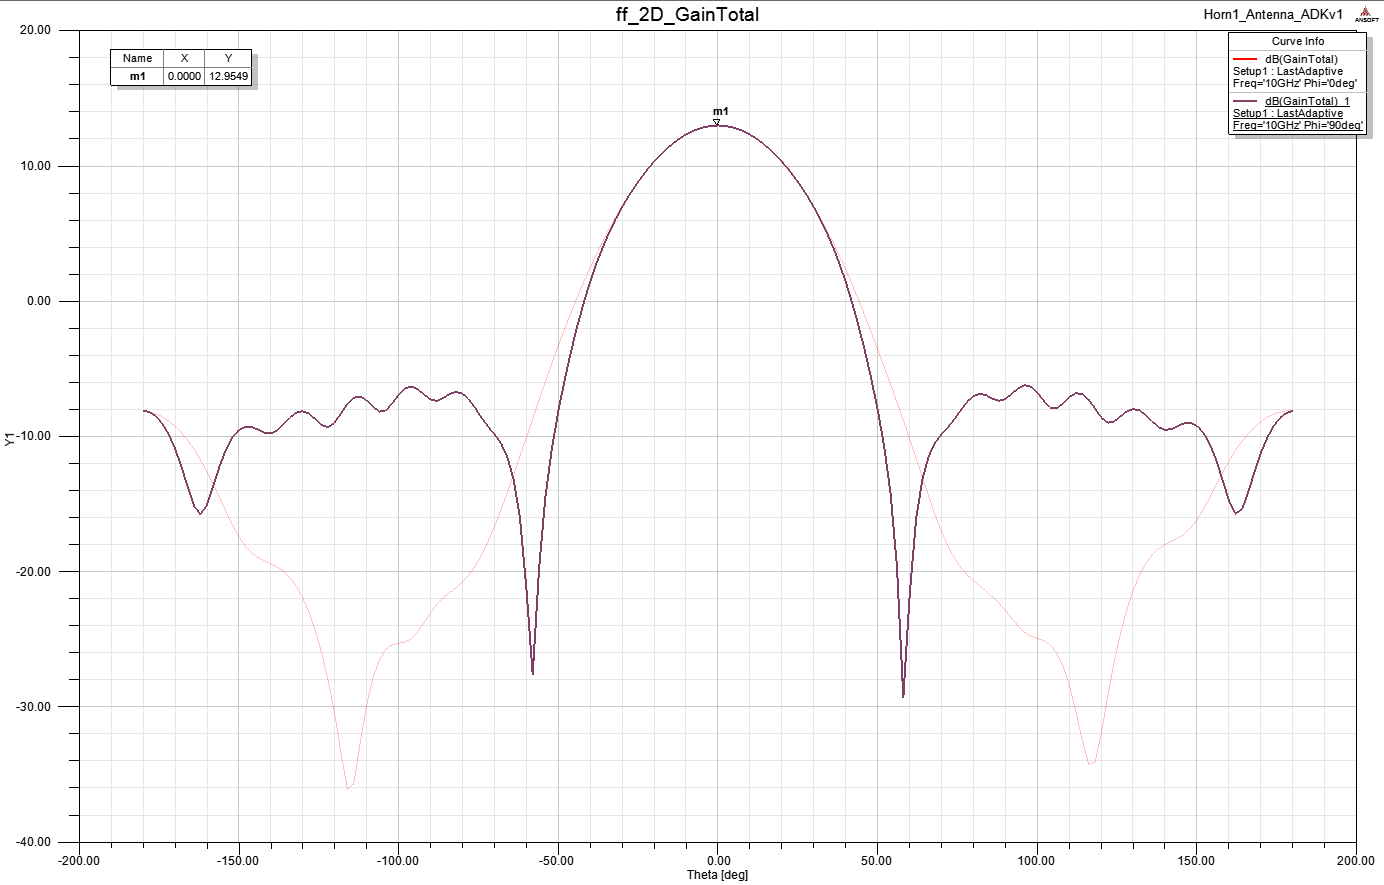 ff_2D_GainTotal
Horn1_Antenna_ADKv1
ANSOFT
Name X Y
m1 0.0000 12.9549
Curve Info
dB(GainTotal)
Setup1 : LastAdaptive
Freq='10GHz' Phi='0deg'
dB(GainTotal)_1
Setup1 : LastAdaptive
Freq='10GHz' Phi='90deg'
m1
20.00
10.00
0.00
-10.00
-20.00
-30.00
-40.00
Y1
-200.00 -150.00 -100.00 -50.00 0.00 50.00 100.00 150.00 200.00
Theta [deg]